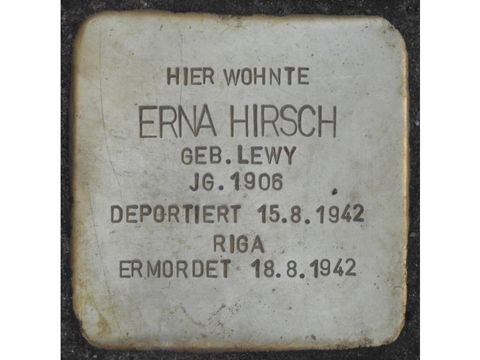 HIER WOHNTE
ERNA HIRSCH
GEB. LEWY
JG. 1906
DEPORTIERT 15.8.1942
RIGA
ERMORDET 18.8.1942